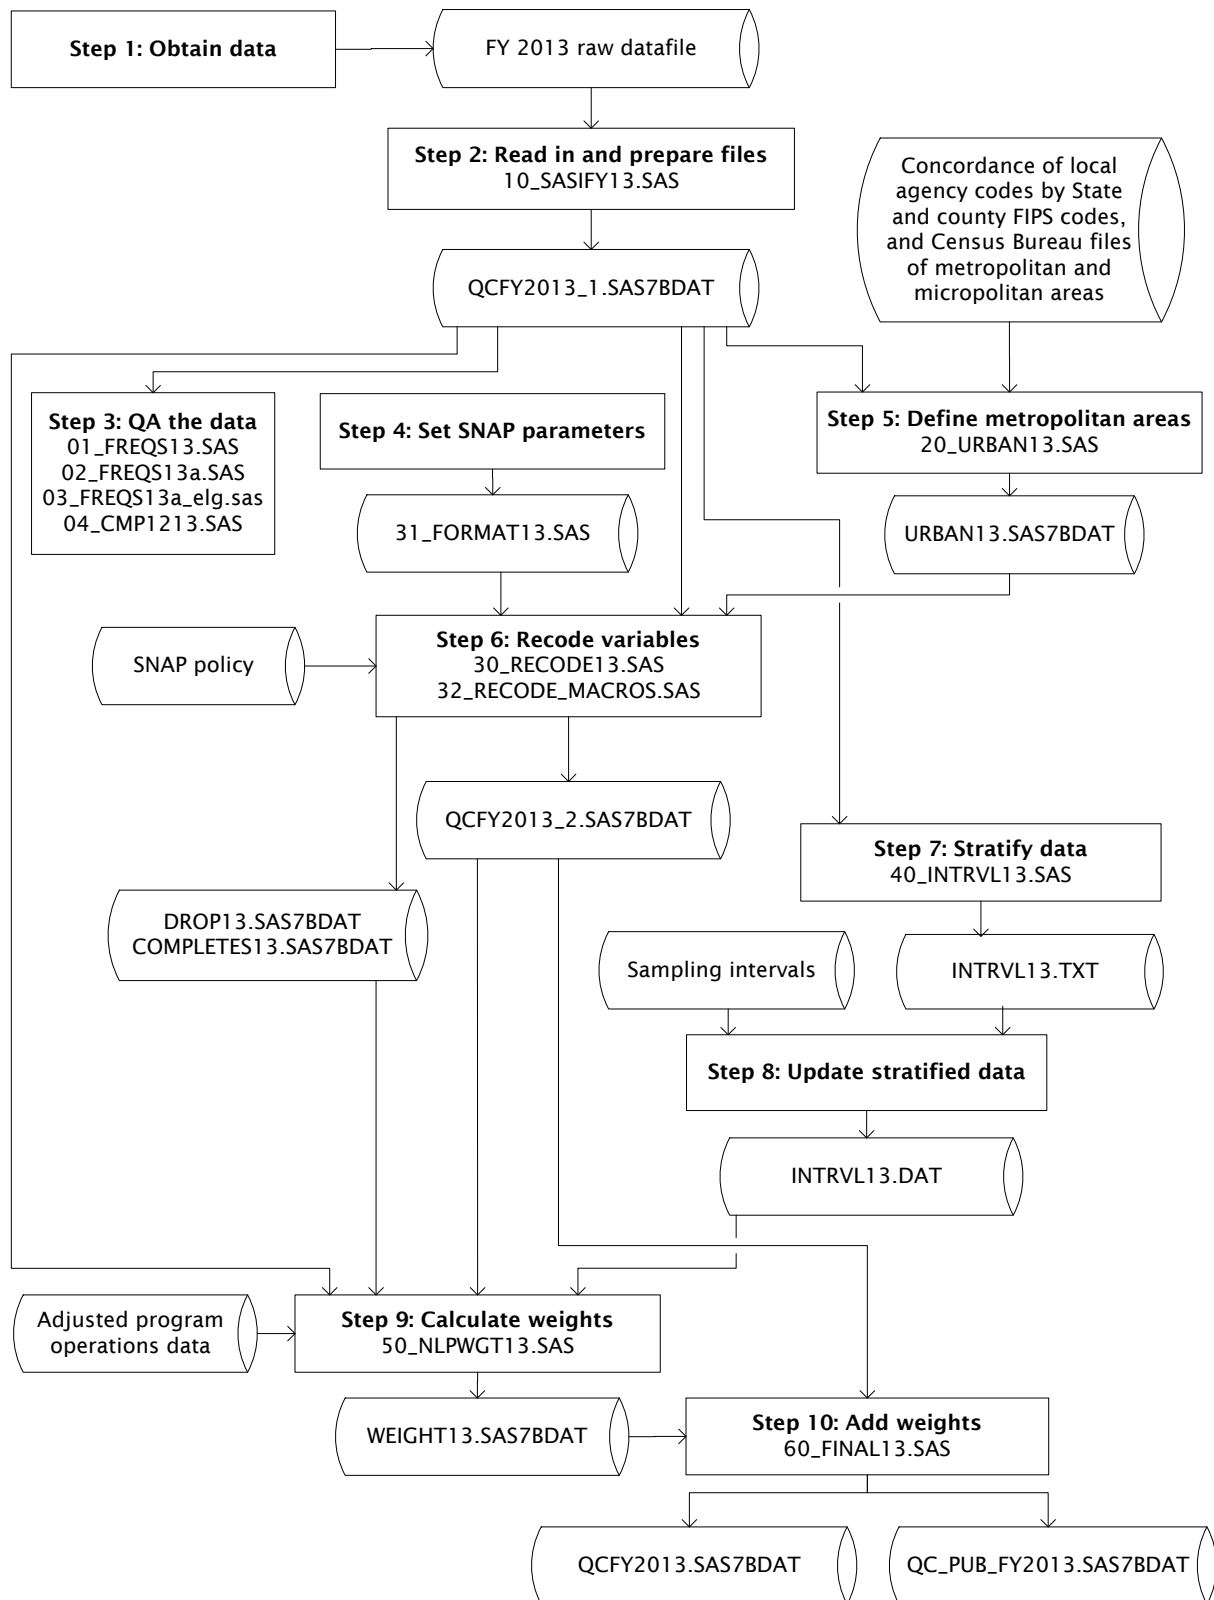 Step 1: Obtain data
FY 2013 raw datafile
Step 2: Read in and prepare files
10_SASIFY13.SAS
Concordance of local
agency codes by State
and county FIPS codes,
and Census Bureau files
of metropolitan and
micropolitan areas
QCFY2013_1.SAS7BDAT
Step 3: QA the data
01_FREQS13.SAS
02_FREQS13a.SAS
03_FREQS13a_elg.sas
04_CMP1213.SAS
Step 4: Set SNAP parameters
Step 5: Define metropolitan areas
20_URBAN13.SAS
31_FORMAT13.SAS
URBAN13.SAS7BDAT
SNAP policy
Step 6: Recode variables
30_RECODE13.SAS
32_RECODE_MACROS.SAS
QCFY2013_2.SAS7BDAT
Step 7: Stratify data
40_INTRVL13.SAS
DROP13.SAS7BDAT
COMPLETES13.SAS7BDAT
Sampling intervals
INTRVL13.TXT
Step 8: Update stratified data
INTRVL13.DAT
Adjusted program
operations data
Step 9: Calculate weights
50_NLPWGT13.SAS
WEIGHT13.SAS7BDAT
Step 10: Add weights
60_FINAL13.SAS
QCFY2013.SAS7BDAT
QC_PUB_FY2013.SAS7BDAT